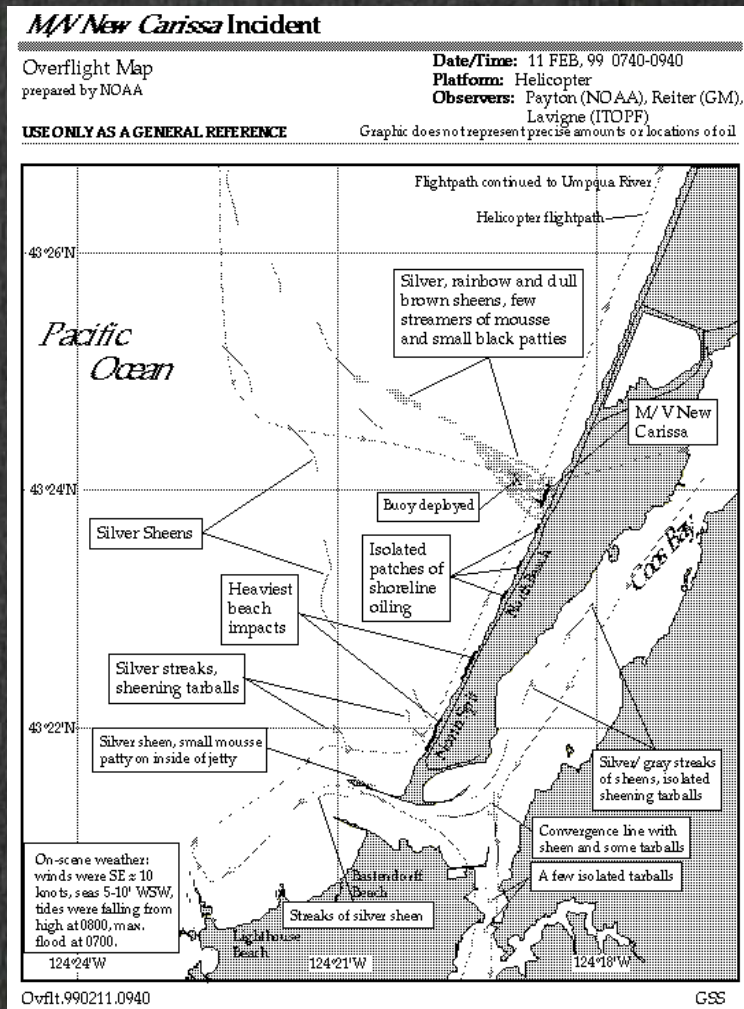 M/V New Carissa Incident
Overflight Map
prepared by NOAA
USE ONLY AS A GENERAL REFERENCE
Date/Time: 11 FEB, 99 0740-0940
Platform: Helicopter
Observers: Payton (NOAA), Reiter (GM),
Lavigne (ITOPF)
Graphic does not represent precise amounts or locations of oil
Flightpath continued to Umpqua River
Helicopter flightpath
43°26'N
Silver, rainbow and dull
brown sheens, few
streamers of mousse
and small black patties
Pacific
Ocean
M/V New
Carissa
43°24'N
Buoy deployed
Silver Sheens
Isolated
patches of
shoreline
oiling
Coos Bay
North Beach
Heaviest
beach
impacts
Silver streaks,
sheening tarballs
43°22'N
North Spit
Silver sheen, small mousse
patty on inside of jetty
Silver/gray streaks
of sheens, isolated
sheening tarballs
Convergence line with
sheen and some tarballs
On-scene weather:
winds were SE ≈ 10
knots, seas 5-10' WSW,
tides were falling from
high at 0800, max.
flood at 0700.
Bastendorff
Beach
A few isolated tarballs
Streaks of silver sheen
Lighthouse
Beach
124°24'W
124°21'W
124°18'W
Ovflt.990211.0940
GSS